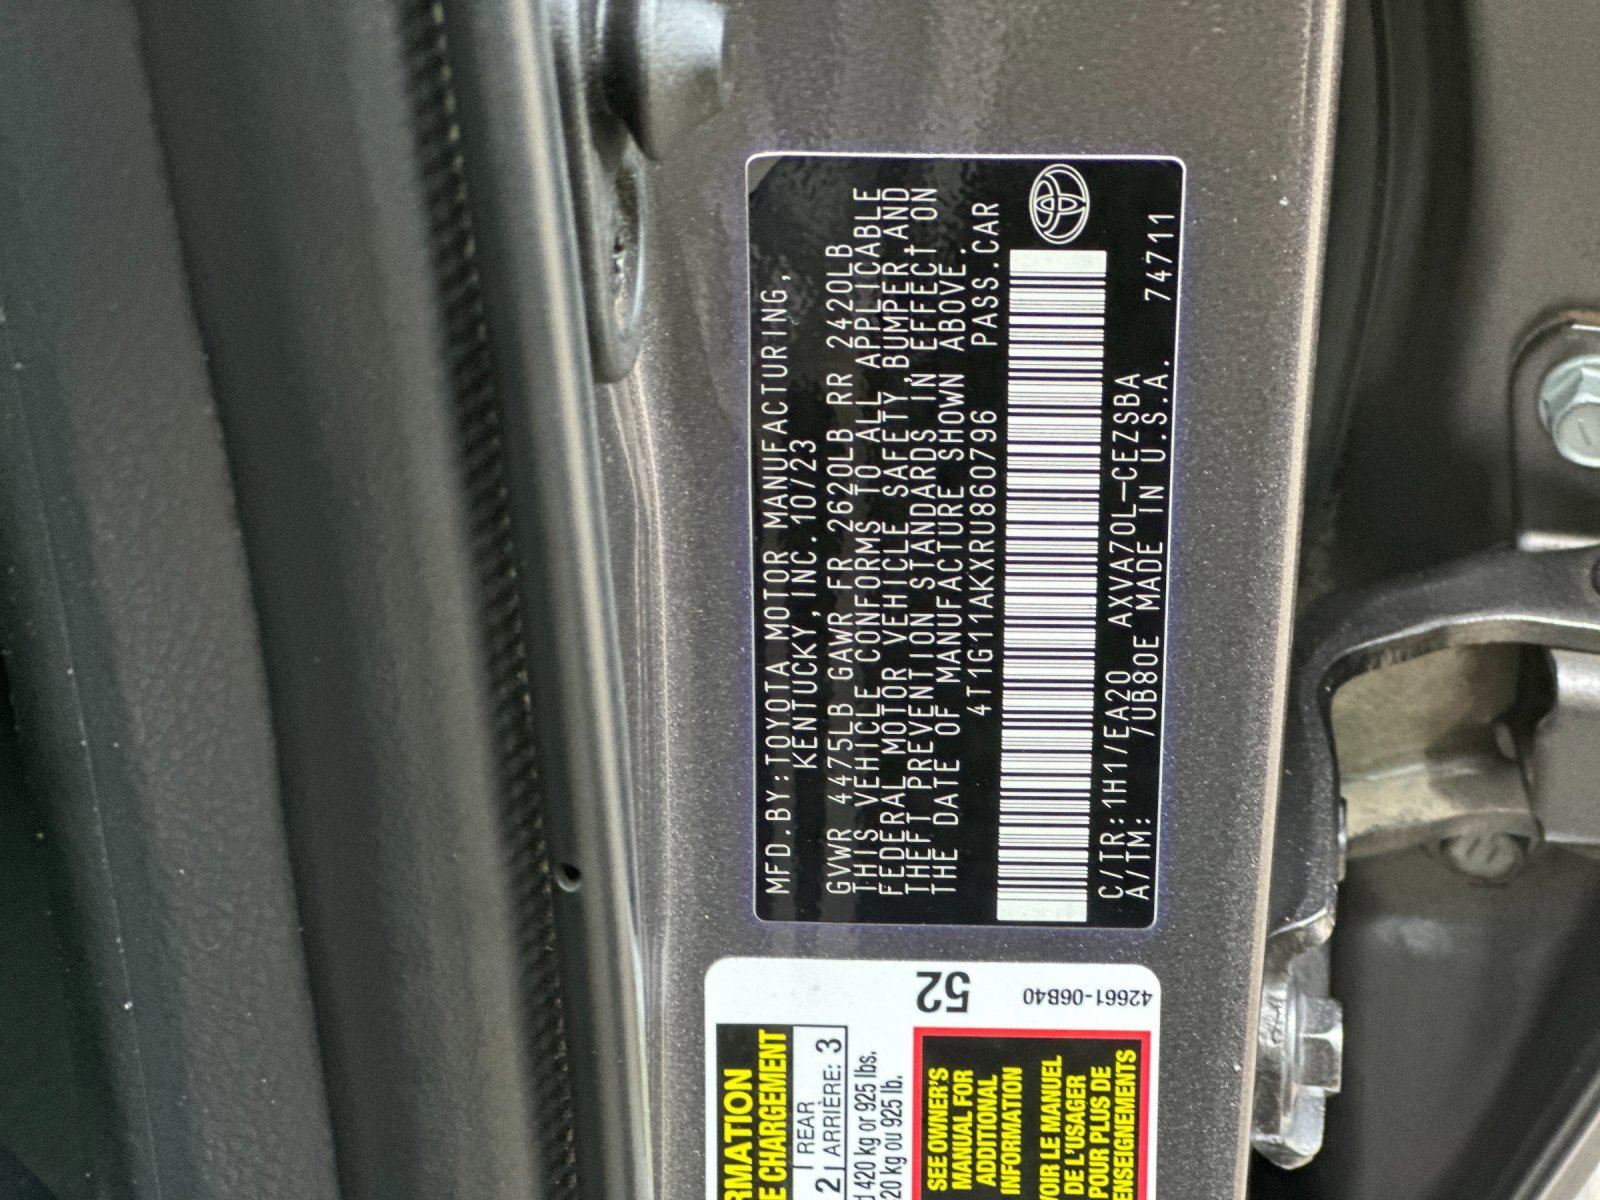 MFD.BY:TOYOTA MOTOR MANUFACTURING,
KENTUCKY,INC.10/23
GVWR 4475LB GAWR FR 2620LB RR 2420LB
THIS VEHICLE CONFORMS TO ALL APPLICABLE
FEDERAL MOTOR VEHICLE SAFETY,BUMPER,AND
THEFT PREVENTION STANDARDS IN EFFECT ON
THE DATE OF MANUFACTURE SHOWN ABOVE.
4T1G11AKXRU860796 PASS.CAR
C/TR:1H1/EA20 AXVA70L-CEZSBA
A/TM: /UB80E MADE IN U.S.A. 74711
52
42661-06B40
RMATION
E CHARGEMENT
2 REAR
ARRIÈRE: 3
d 420 kg or 925 lbs.
20 kg ou 925 lb.
SEE OWNER'S
MANUAL FOR
ADDITIONAL
INFORMATION
VOIR LE MANUEL
DE L'USAGER
POUR PLUS DE
ENSEIGNEMENTS